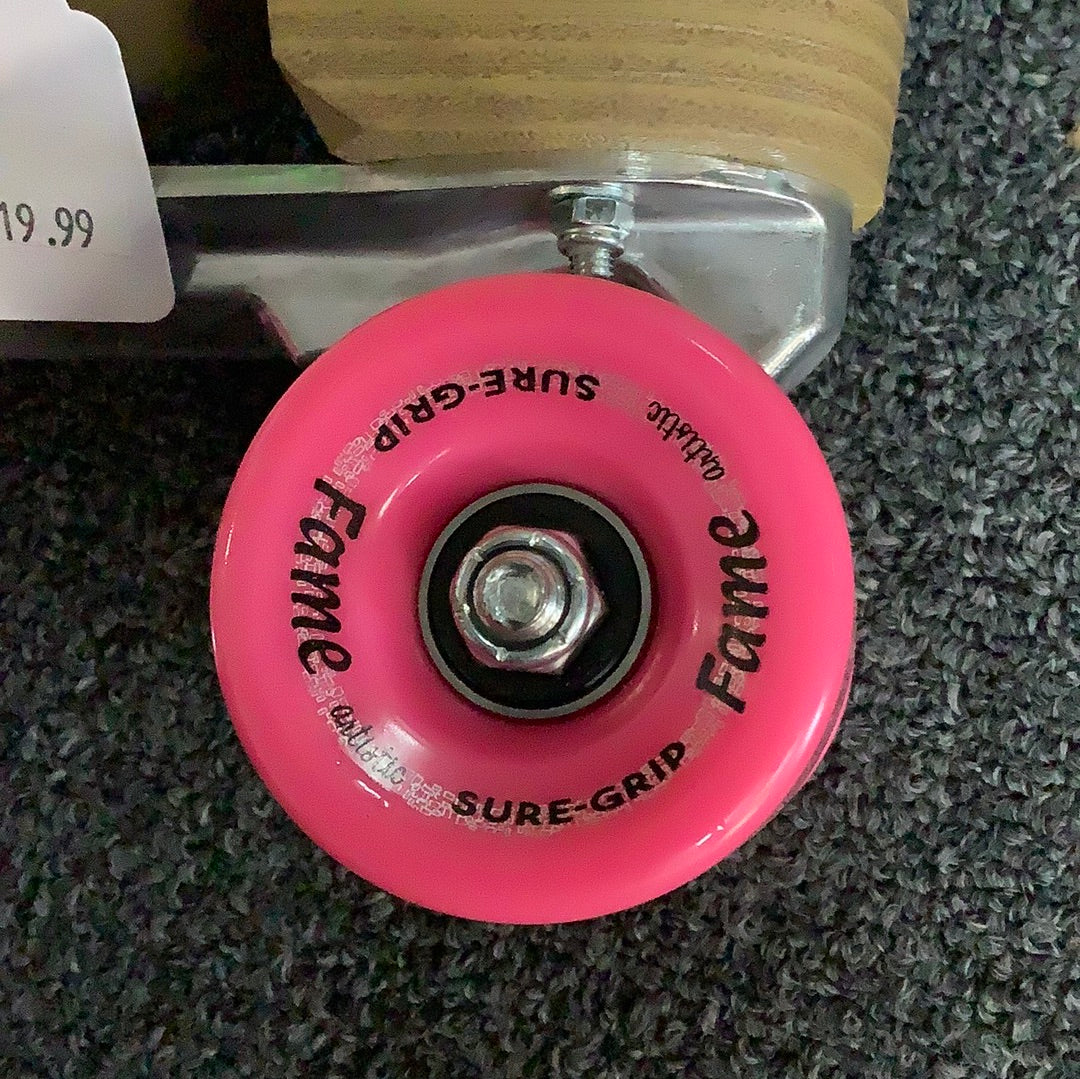 19.99
SURE-GRIP
artistic
Fame
SURE-GRIP
artistic
Fame